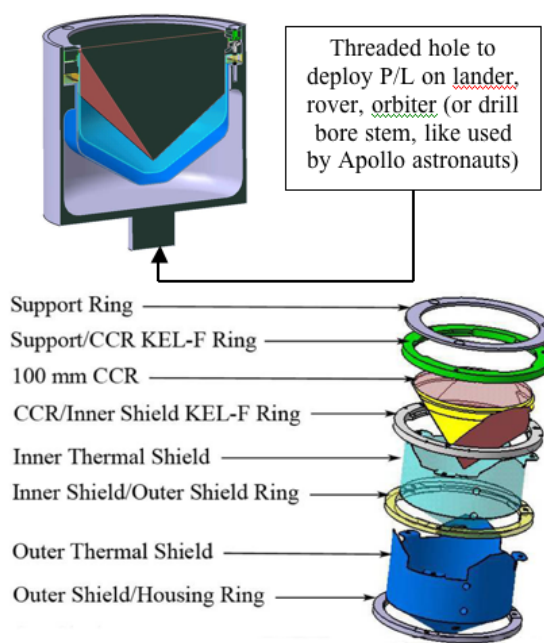 Threaded hole to
deploy P/L on lander,
rover, orbiter (or drill
bore stem, like used
by Apollo astronauts)
Support Ring
Support/CCR KEL-F Ring
100 mm CCR
CCR/Inner Shield KEL-F Ring
Inner Thermal Shield
Inner Shield/Outer Shield Ring
Outer Thermal Shield
Outer Shield/Housing Ring